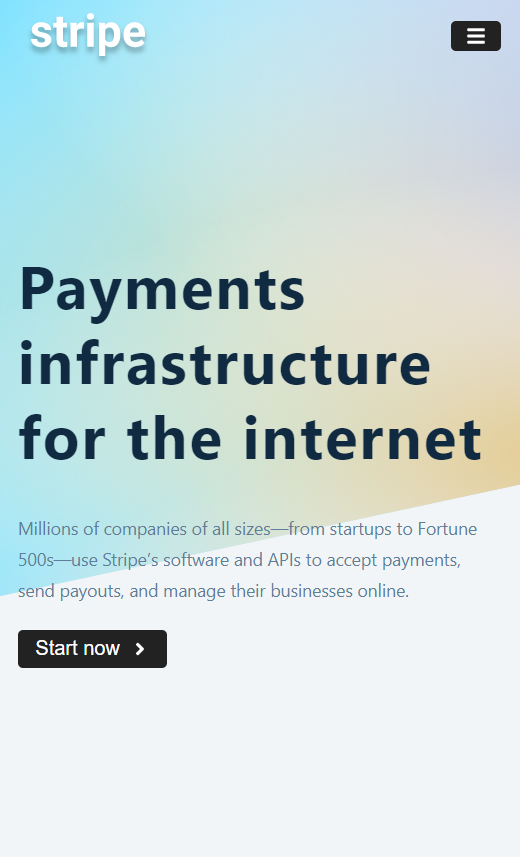 stripe
Payments
infrastructure
for the internet
Millions of companies of all sizes—from startups to Fortune
500s—use Stripe’s software and APIs to accept payments,
send payouts, and manage their businesses online.
Start now